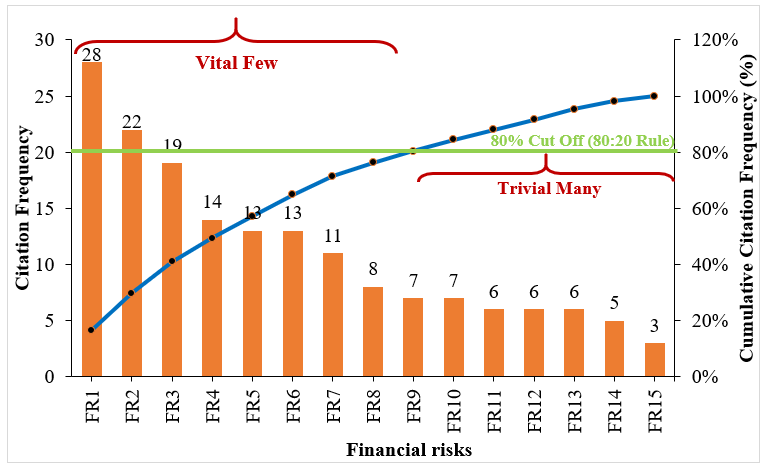 30
25
20
15
10
5
0
Citation Frequency
120%
100%
80%
60%
40%
20%
0%
Cumulative Citation Frequency (%)
Vital Few
80% Cut Off (80:20 Rule)
Trivial Many
28
22
19
14
13
13
11
8
7
7
6
6
6
5
3
FR1
FR2
FR3
FR4
FR5
FR6
FR7
FR8
FR9
FR10
FR11
FR12
FR13
FR14
FR15
Financial risks